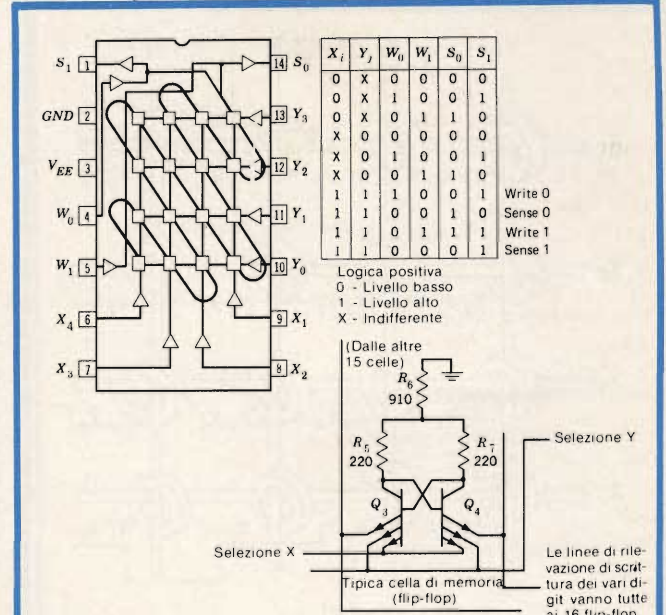 S₁ 1 14 S₀
GND 2 13 Y₃
V_EE 3 12 Y₂
W₀ 4 11 Y₁
W₁ 5 10 Y₀
X₄ 6 9 X₁
X₃ 7 8 X₂
X_i Y_j W₀ W₁ S₀ S₁
0 X 0 0 0 0
0 X 1 0 0 1
0 X 0 1 1 0
X 0 0 0 0 0
X 0 1 0 0 1
X 0 0 1 1 0
1 1 1 0 0 1 Write 0
1 1 0 0 1 0 Sense 0
1 1 0 1 1 1 Write 1
1 1 0 0 0 1 Sense 1
Logica positiva
0 - Livello basso
1 - Livello alto
X - Indifferente
(Dalle altre
15 celle)
R₆
910
R₅
220
R₇
220
Selezione Y
Q₃
Q₄
Selezione X
Tipica cella di memoria
(flip-flop)
Le linee di rile-
vazione di scrit-
tura dei vari di-
git vanno tutte
ai 16 flip-flop